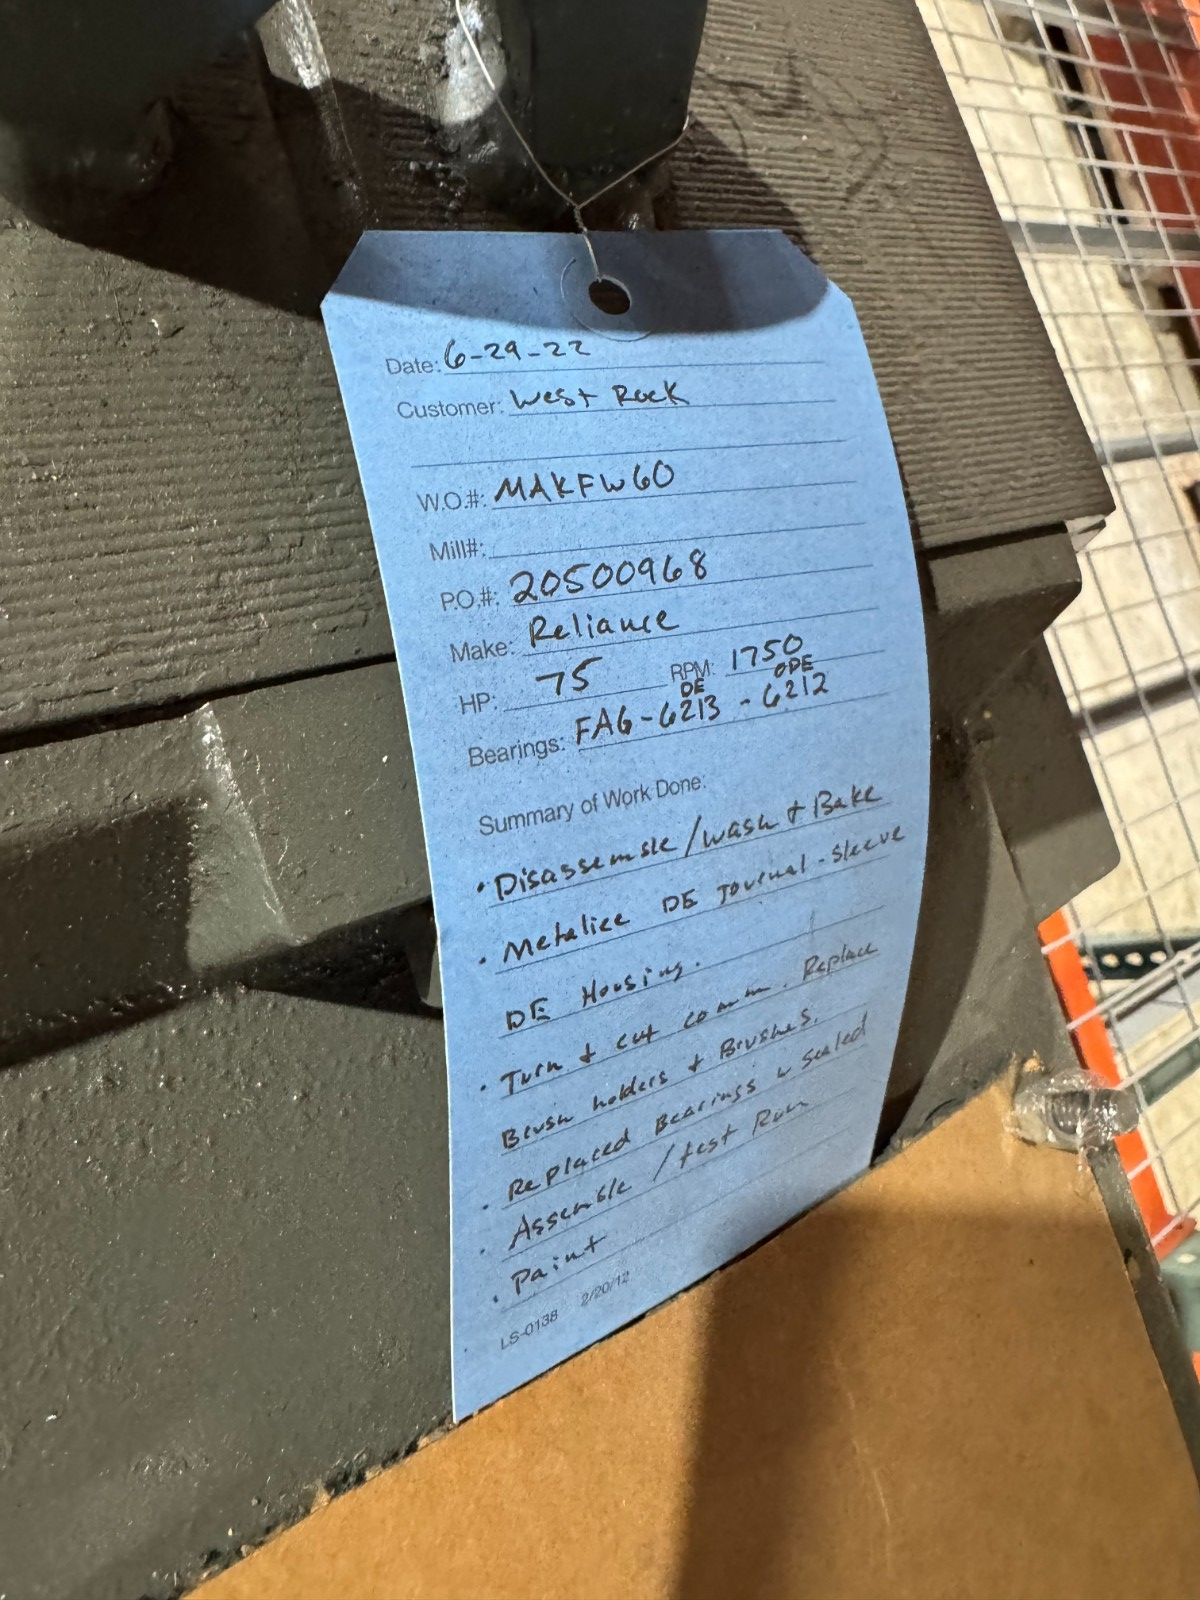 Date: 6-29-22
Customer: West Rock
W.O.#: MAKFW60
Mill#:
P.O.#: 20500968
Make: Reliance
HP: 75 RPM: 1750
DE ODE
Bearings: FAG-6213 - 6212
Summary of Work Done:
• Disassemble/wash + Bake
• Metalize DE Journal - Sleeve
DE Housing.
• Turn + cut comm. Replace
Brush holders + Brushes.
• Replaced Bearings w sealed
• Assemble / test Run
• Paint
LS-0138 2/20/12